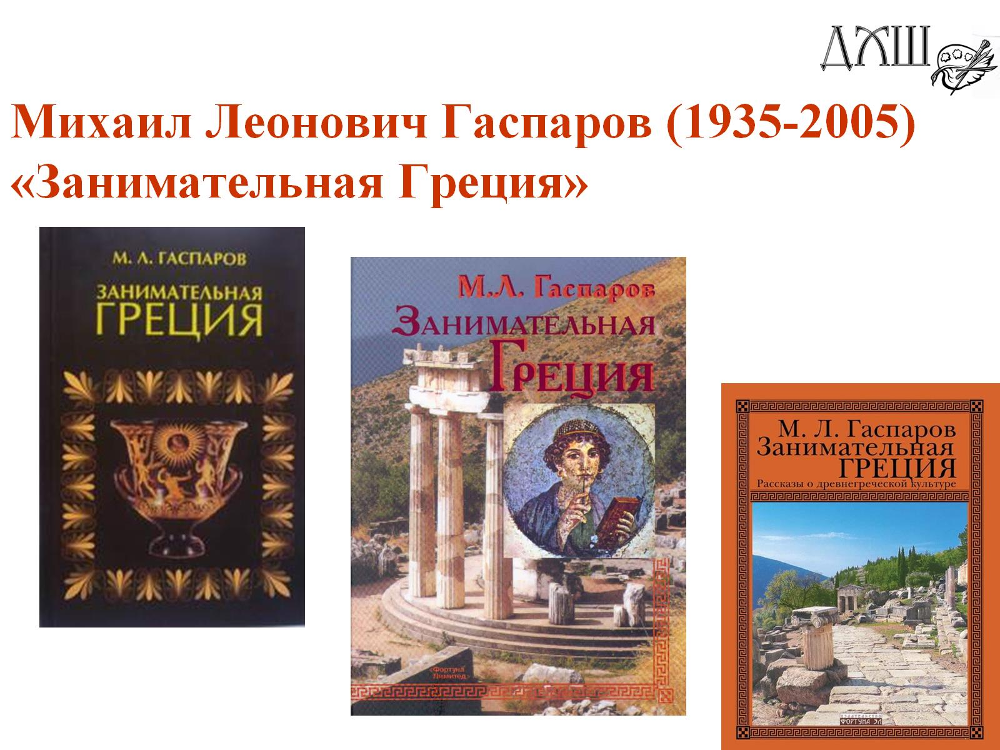 ДХШ
Михаил Леонович Гаспаров (1935-2005)
«Занимательная Греция»
М. Л. ГАСПАРОВ
ЗАНИМАТЕЛЬНАЯ
ГРЕЦИЯ
М.Л. Гаспаров
ЗАНИМАТЕЛЬНАЯ
ГРЕЦИЯ
«Фортуна
Лимитед»
М. Л. Гаспаров
Занимательная
ГРЕЦИЯ
Рассказы о древнегреческой культуре
ИЗДАТЕЛЬСТВО
ФОРТУНА ЭЛ